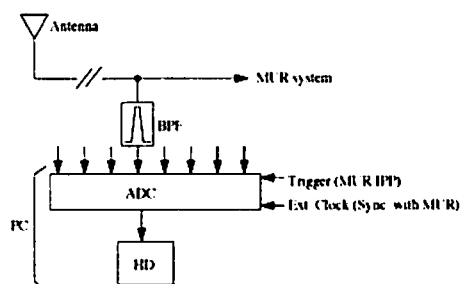 Antenna
MUR system
BPF
Trigger (MUR IPP)
ADC
Ext. Clock (Sync with MUR)
PC
HD